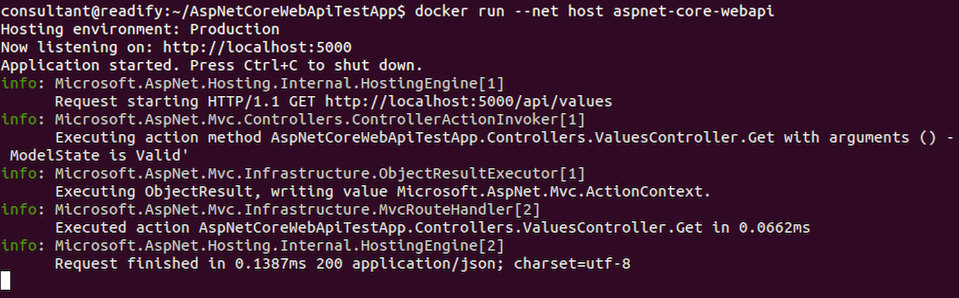 consultant@readify:~/AspNetCoreWebApiTestApp$ docker run --net host aspnet-core-webapi
Hosting environment: Production
Now listening on: http://localhost:5000
Application started. Press Ctrl+C to shut down.
info: Microsoft.AspNet.Hosting.Internal.HostingEngine[1]
      Request starting HTTP/1.1 GET http://localhost:5000/api/values
info: Microsoft.AspNet.Mvc.Controllers.ControllerActionInvoker[1]
      Executing action method AspNetCoreWebApiTestApp.Controllers.ValuesController.Get with arguments () -
 ModelState is Valid'
info: Microsoft.AspNet.Mvc.Infrastructure.ObjectResultExecutor[1]
      Executing ObjectResult, writing value Microsoft.AspNet.Mvc.ActionContext.
info: Microsoft.AspNet.Mvc.Infrastructure.MvcRouteHandler[2]
      Executed action AspNetCoreWebApiTestApp.Controllers.ValuesController.Get in 0.0662ms
info: Microsoft.AspNet.Hosting.Internal.HostingEngine[2]
      Request finished in 0.1387ms 200 application/json; charset=utf-8